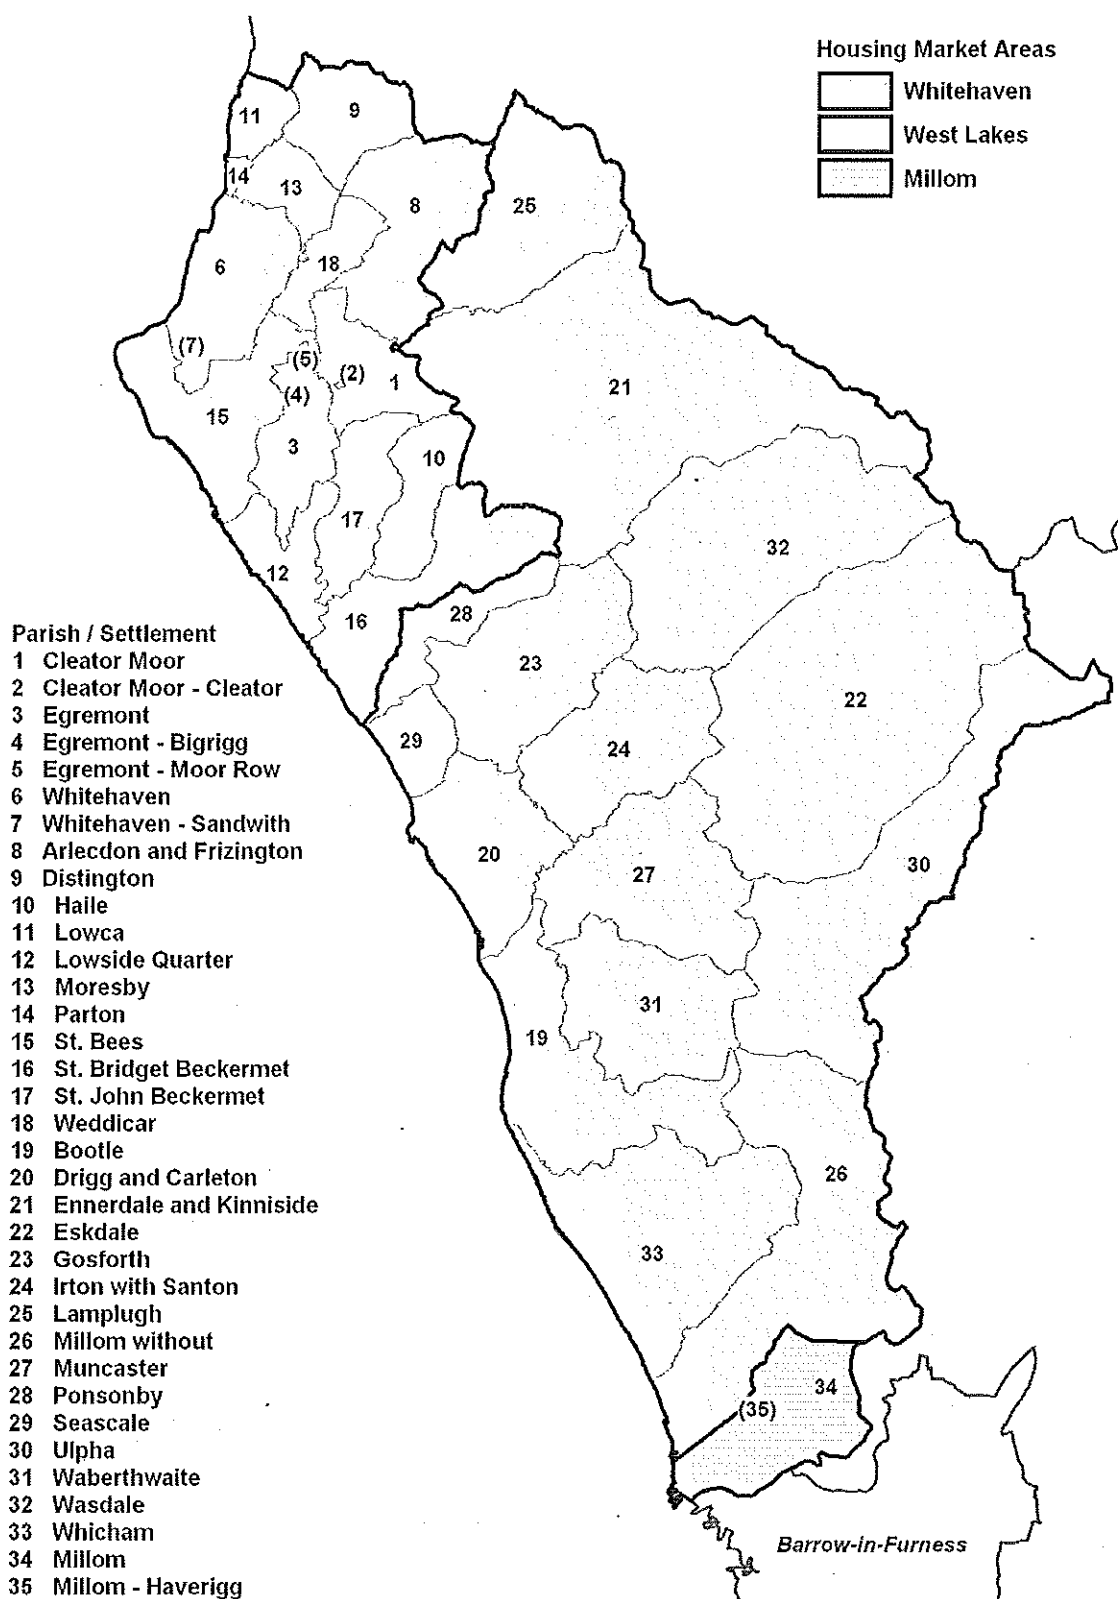 Housing Market Areas
Whitehaven
West Lakes
Millom
11
9
14
13
8
25
6
18
(7)
(5)
(2)
1
21
(4)
15
3
10
17
32
12
28
16
23
22
29
24
20
27
30
31
19
26
33
34
(35)
Parish / Settlement
1 Cleator Moor
2 Cleator Moor - Cleator
3 Egremont
4 Egremont - Bigrigg
5 Egremont - Moor Row
6 Whitehaven
7 Whitehaven - Sandwith
8 Arlecdon and Frizington
9 Distington
10 Haile
11 Lowca
12 Lowside Quarter
13 Moresby
14 Parton
15 St. Bees
16 St. Bridget Beckermet
17 St. John Beckermet
18 Weddicar
19 Bootle
20 Drigg and Carleton
21 Ennerdale and Kinniside
22 Eskdale
23 Gosforth
24 Irton with Santon
25 Lamplugh
26 Millom without
27 Muncaster
28 Ponsonby
29 Seascale
30 Ulpha
31 Waberthwaite
32 Wasdale
33 Whicham
34 Millom
35 Millom - Haverigg
Barrow-in-Furness